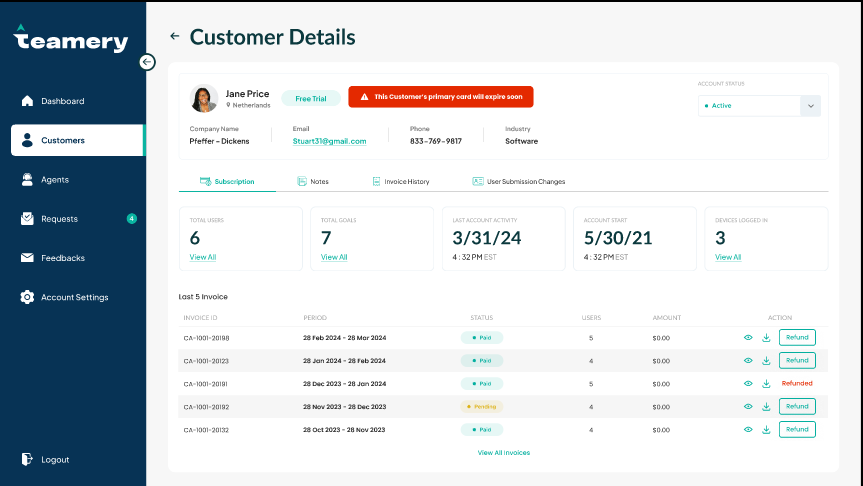 teamery
Dashboard
Customers
Agents
Requests
4
Feedbacks
Account Settings
Logout
Customer Details
Jane Price
Netherlands
Free Trial
This Customer's primary card will expire soon
ACCOUNT STATUS
Active
Company Name
Pfeffer - Dickens
Email
Stuart31@gmail.com
Phone
833-769-9817
Industry
Software
Subscription
Notes
Invoice History
User Submission Changes
TOTAL USERS
6
View All
TOTAL GOALS
7
View All
LAST ACCOUNT ACTIVITY
3/31/24
4 : 32 PM EST
ACCOUNT START
5/30/21
4 : 32 PM EST
DEVICES LOGGED IN
3
View All
Last 5 Invoice
INVOICE ID PERIOD STATUS USERS AMOUNT ACTION
CA-1001-20198 28 Feb 2024 - 28 Mar 2024 Paid 5 $0.00 Refund
CA-1001-20123 28 Jan 2024 - 28 Feb 2024 Paid 4 $0.00 Refund
CA-1001-20191 28 Dec 2023 - 28 Jan 2024 Paid 5 $0.00 Refunded
CA-1001-20192 28 Nov 2023 - 28 Dec 2023 Pending 4 $0.00 Refund
CA-1001-20132 28 Oct 2023 - 28 Nov 2023 Paid 4 $0.00 Refund
View All Invoices